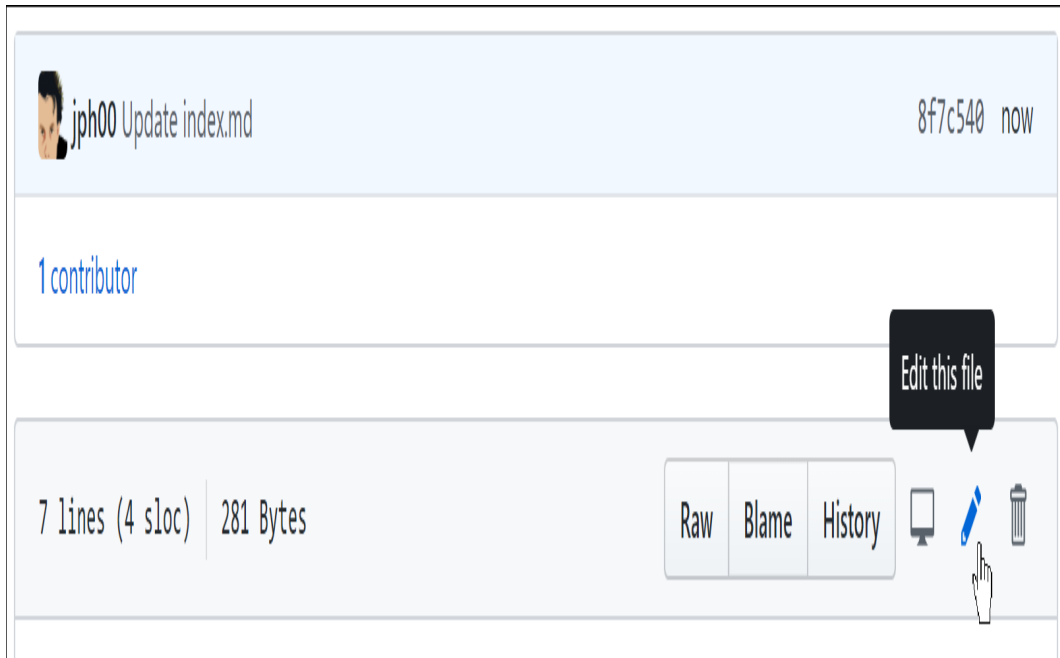 jph00 Update index.md 8f7c540 now
1 contributor
Edit this file
7 lines (4 sloc) 281 Bytes Raw Blame History